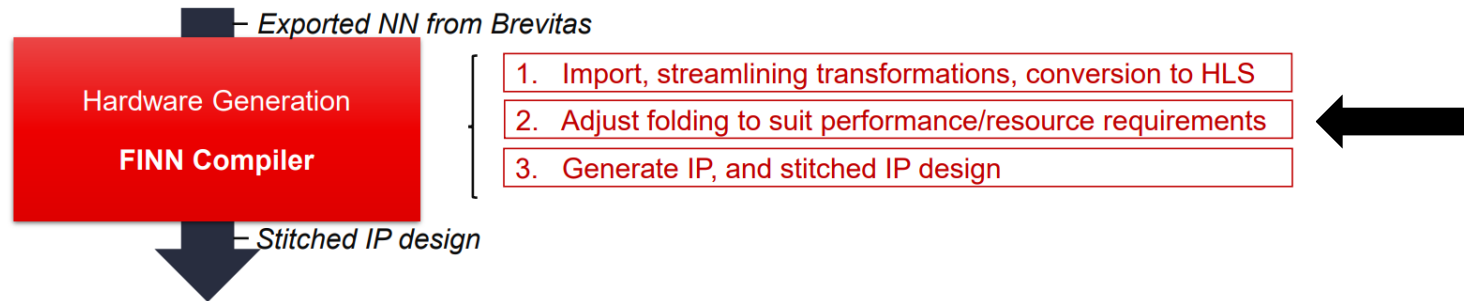 Exported NN from Brevitas
Hardware Generation
FINN Compiler
1. Import, streamlining transformations, conversion to HLS
2. Adjust folding to suit performance/resource requirements
3. Generate IP, and stitched IP design
Stitched IP design